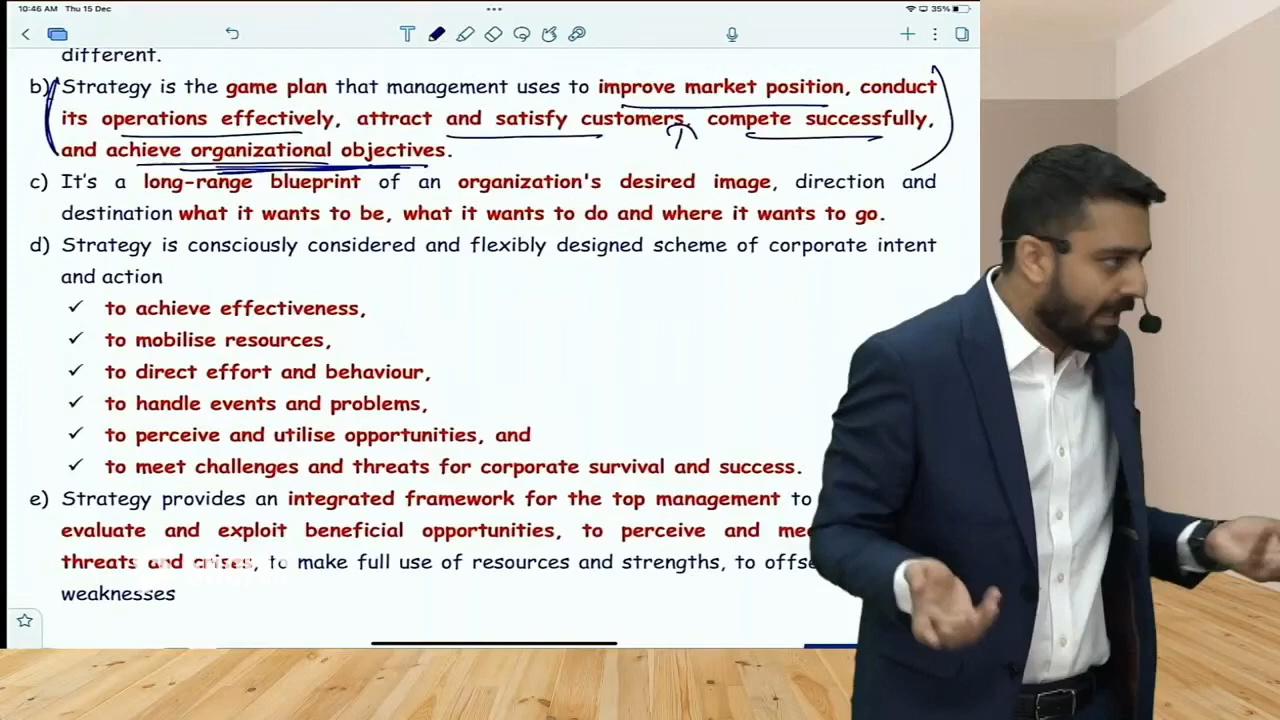 10:46 AM Thu 15 Dec
35%
different.
b) Strategy is the game plan that management uses to improve market position, conduct
its operations effectively, attract and satisfy customers, compete successfully,
and achieve organizational objectives.
c) It's a long-range blueprint of an organization's desired image, direction and
destination what it wants to be, what it wants to do and where it wants to go.
d) Strategy is consciously considered and flexibly designed scheme of corporate intent
and action
✓ to achieve effectiveness,
✓ to mobilise resources,
✓ to direct effort and behaviour,
✓ to handle events and problems,
✓ to perceive and utilise opportunities, and
✓ to meet challenges and threats for corporate survival and success.
e) Strategy provides an integrated framework for the top management to
evaluate and exploit beneficial opportunities, to perceive and
threats and crises, to make full use of resources and strengths, to
weaknesses